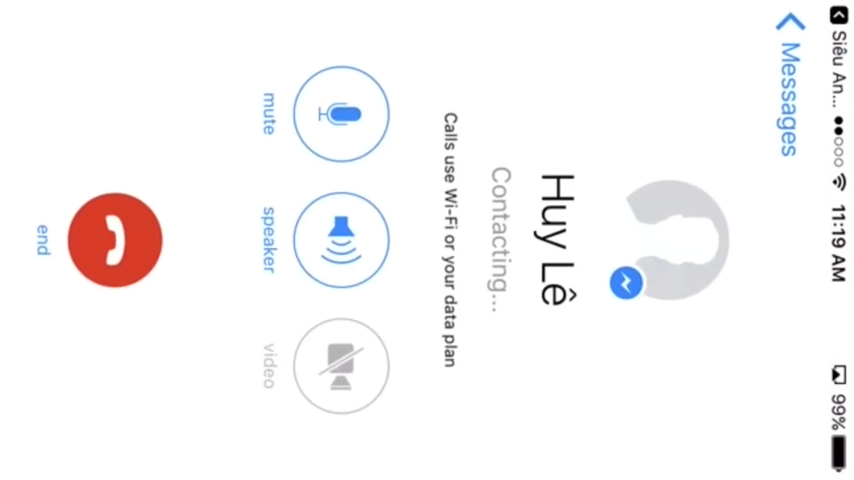 Siêu An... 11:19 AM 99%
Messages
Huy Lê
Contacting...
Calls use Wi-Fi or your data plan
mute speaker video
end